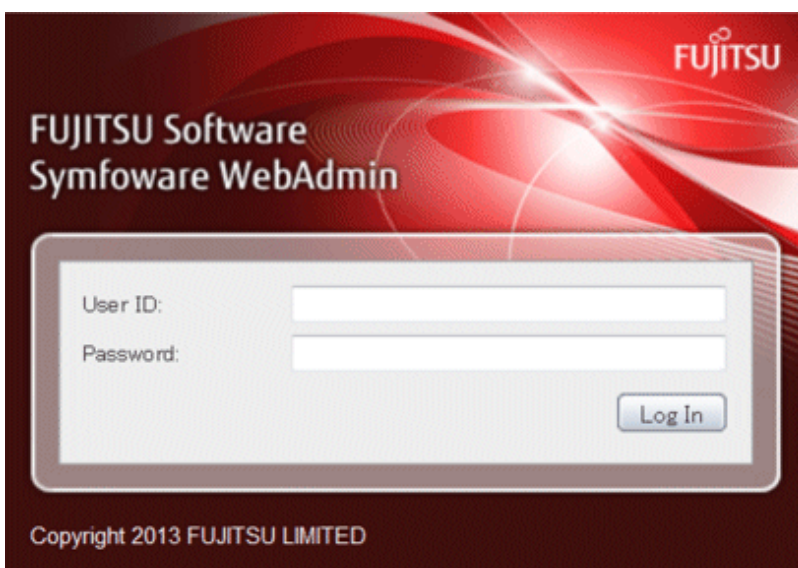 FUJITSU
FUJITSU Software
Symfoware WebAdmin
User ID:
Password:
Log In
Copyright 2013 FUJITSU LIMITED